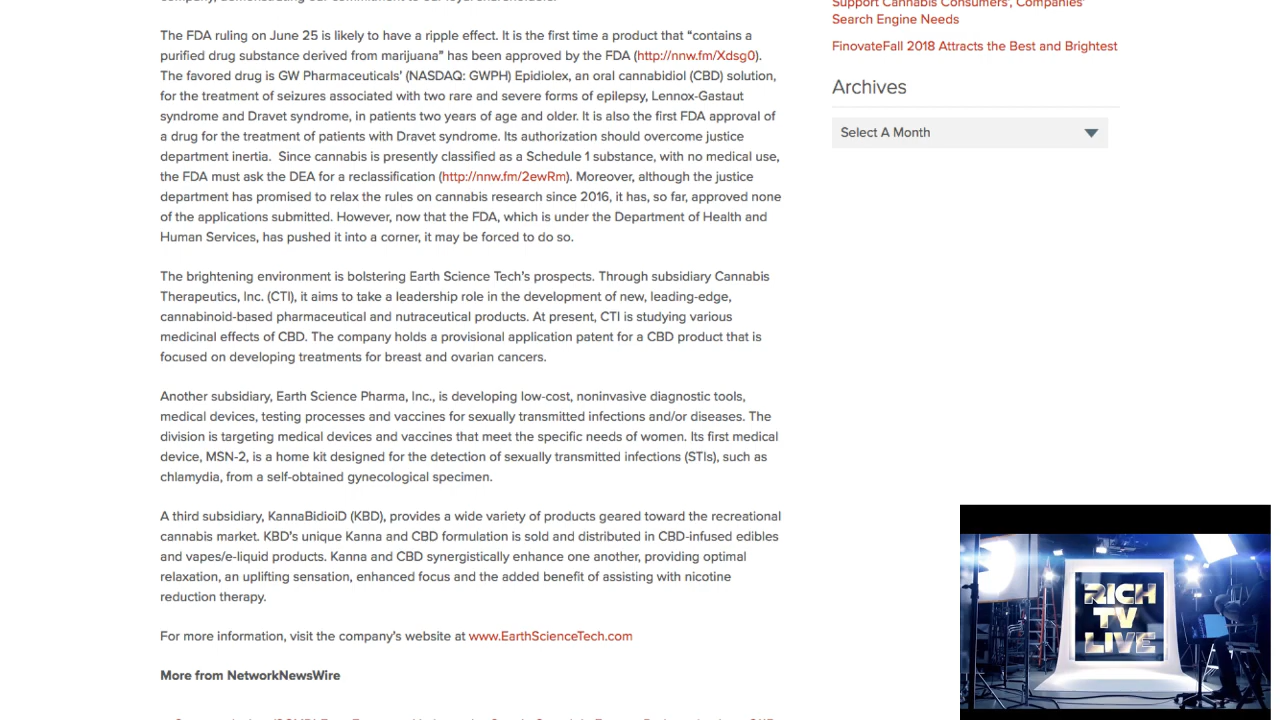 The FDA ruling on June 25 is likely to have a ripple effect. It is the first time a product that “contains a
purified drug substance derived from marijuana” has been approved by the FDA (http://nnw.fm/Xdsg0).
The favored drug is GW Pharmaceuticals’ (NASDAQ: GWPH) Epidiolex, an oral cannabidiol (CBD) solution,
for the treatment of seizures associated with two rare and severe forms of epilepsy, Lennox-Gastaut
syndrome and Dravet syndrome, in patients two years of age and older. It is also the first FDA approval of
a drug for the treatment of patients with Dravet syndrome. Its authorization should overcome justice
department inertia.  Since cannabis is presently classified as a Schedule 1 substance, with no medical use,
the FDA must ask the DEA for a reclassification (http://nnw.fm/2ewRm). Moreover, although the justice
department has promised to relax the rules on cannabis research since 2016, it has, so far, approved none
of the applications submitted. However, now that the FDA, which is under the Department of Health and
Human Services, has pushed it into a corner, it may be forced to do so.
The brightening environment is bolstering Earth Science Tech’s prospects. Through subsidiary Cannabis
Therapeutics, Inc. (CTI), it aims to take a leadership role in the development of new, leading-edge,
cannabinoid-based pharmaceutical and nutraceutical products. At present, CTI is studying various
medicinal effects of CBD. The company holds a provisional application patent for a CBD product that is
focused on developing treatments for breast and ovarian cancers.
Another subsidiary, Earth Science Pharma, Inc., is developing low-cost, noninvasive diagnostic tools,
medical devices, testing processes and vaccines for sexually transmitted infections and/or diseases. The
division is targeting medical devices and vaccines that meet the specific needs of women. Its first medical
device, MSN-2, is a home kit designed for the detection of sexually transmitted infections (STIs), such as
chlamydia, from a self-obtained gynecological specimen.
A third subsidiary, KannaBidioiD (KBD), provides a wide variety of products geared toward the recreational
cannabis market. KBD’s unique Kanna and CBD formulation is sold and distributed in CBD-infused edibles
and vapes/e-liquid products. Kanna and CBD synergistically enhance one another, providing optimal
relaxation, an uplifting sensation, enhanced focus and the added benefit of assisting with nicotine
reduction therapy.
For more information, visit the company’s website at www.EarthScienceTech.com
More from NetworkNewsWire
Support Cannabis Consumers’, Companies’
Search Engine Needs
FinovateFall 2018 Attracts the Best and Brightest
Archives
Select A Month
RICH
TV
LIVE